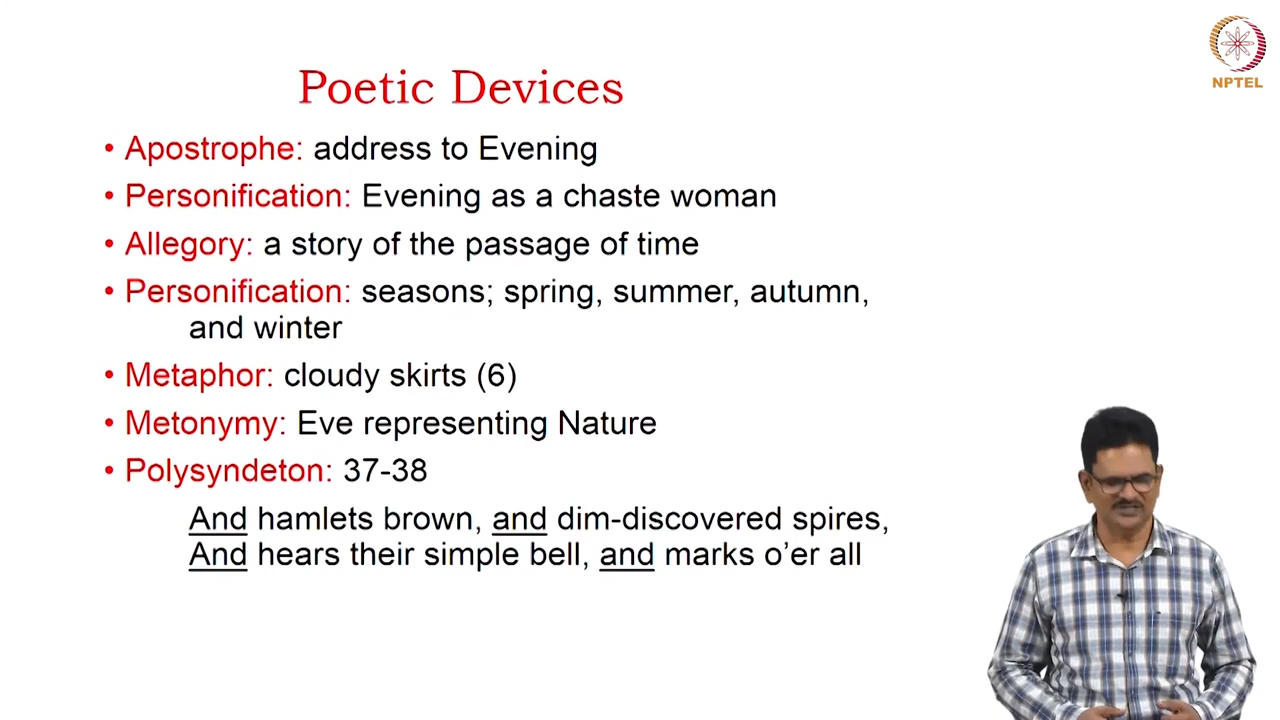 NPTEL
Poetic Devices
• Apostrophe: address to Evening
• Personification: Evening as a chaste woman
• Allegory: a story of the passage of time
• Personification: seasons; spring, summer, autumn,
and winter
• Metaphor: cloudy skirts (6)
• Metonymy: Eve representing Nature
• Polysyndeton: 37-38
And hamlets brown, and dim-discovered spires,
And hears their simple bell, and marks o’er all